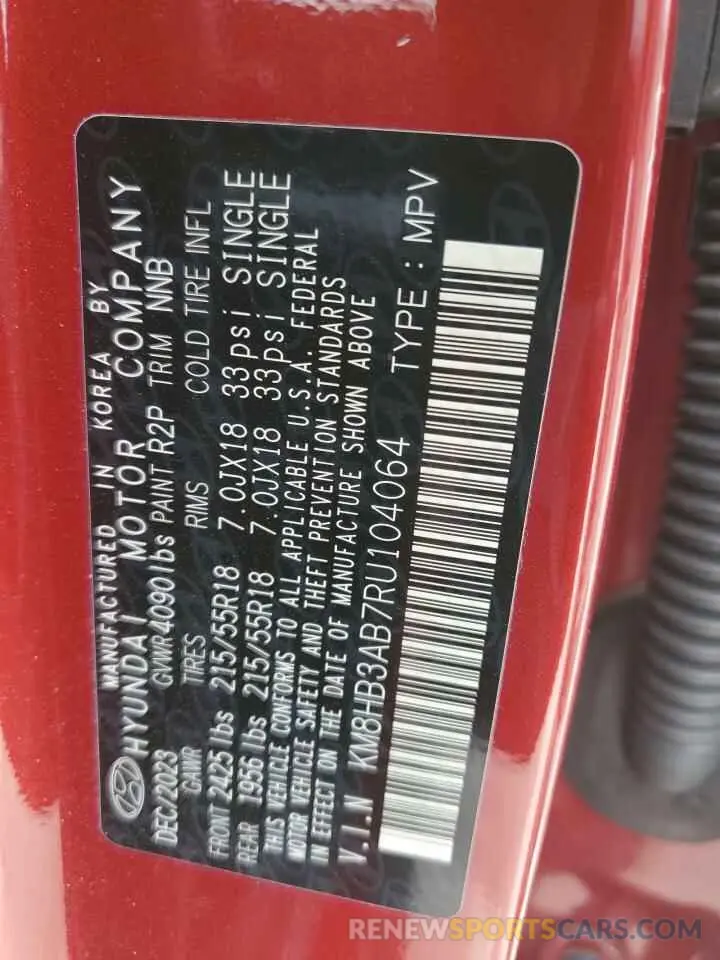 MANUFACTURED IN KOREA BY
HYUNDAI MOTOR COMPANY
DEC/2023 GVWR 4090lbs PAINT R2P TRIM NNB
GAWR TIRES RIMS COLD TIRE INFL
FRONT 2425 lbs 215/55R18 7.0JX18 33psi SINGLE
REAR 1956 lbs 215/55R18 7.0JX18 33psi SINGLE
THIS VEHICLE CONFORMS TO ALL APPLICABLE U.S.A. FEDERAL
MOTOR VEHICLE SAFETY AND THEFT PREVENTION STANDARDS
IN EFFECT ON THE DATE OF MANUFACTURE SHOWN ABOVE
V.I.N KM8HB3AB7RU104064 TYPE : MPV
RENEWSPORTSCARS.COM